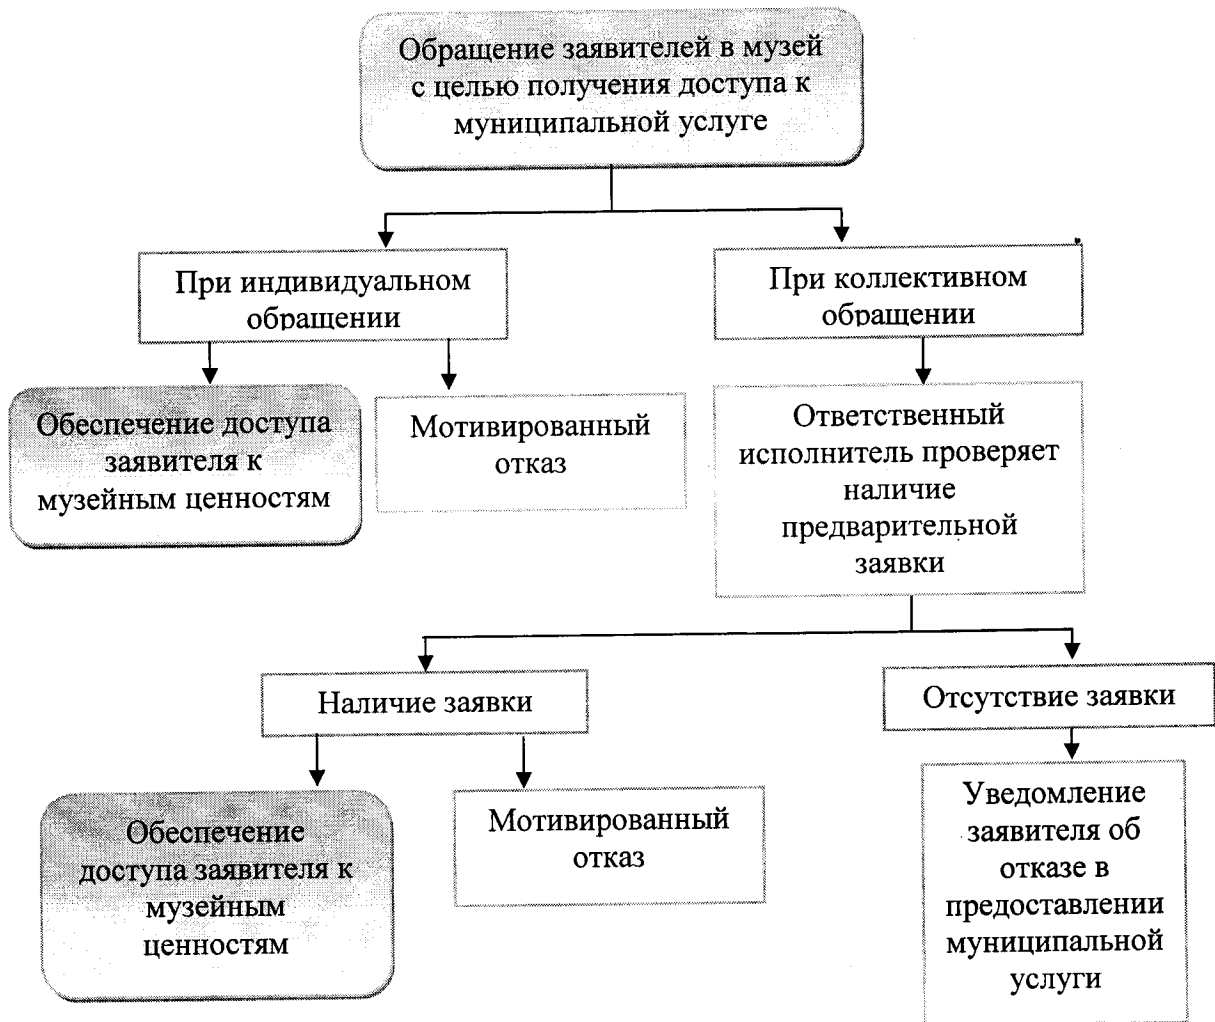 Обращение заявителей в музей
с целью получения доступа к
муниципальной услуге
При индивидуальном
обращении
При коллективном
обращении
Обеспечение доступа
заявителя к
музейным ценностям
Мотивированный
отказ
Ответственный
исполнитель проверяет
наличие
предварительной
заявки
Наличие заявки
Отсутствие заявки
Обеспечение
доступа заявителя к
музейным
ценностям
Мотивированный
отказ
Уведомление
заявителя об
отказе в
предоставлении
муниципальной
услуги